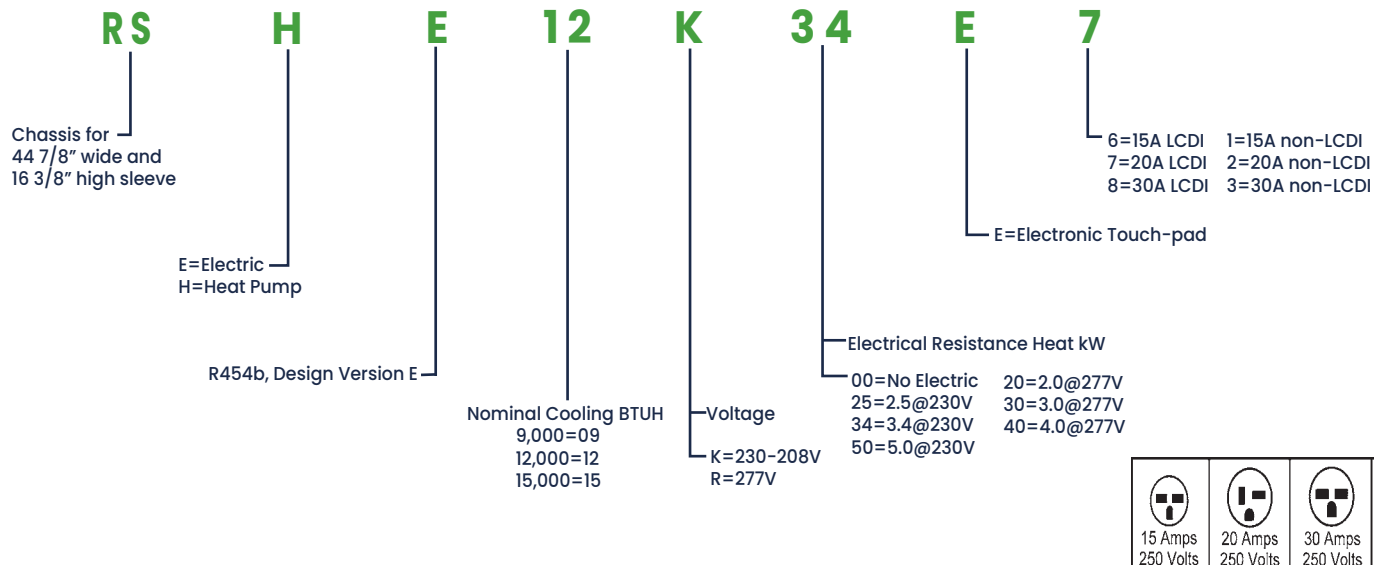 RS H E 12 K 34 E 7
Chassis for
44 7/8” wide and
16 3/8” high sleeve
E=Electric
H=Heat Pump
R454b, Design Version E
Nominal Cooling BTUH
9,000=09
12,000=12
15,000=15
Voltage
K=230-208V
R=277V
Electrical Resistance Heat kW
00=No Electric 20=2.0@277V
25=2.5@230V 30=3.0@277V
34=3.4@230V 40=4.0@277V
50=5.0@230V
E=Electronic Touch-pad
6=15A LCDI 1=15A non-LCDI
7=20A LCDI 2=20A non-LCDI
8=30A LCDI 3=30A non-LCDI
15 Amps 20 Amps 30 Amps
250 Volts 250 Volts 250 Volts